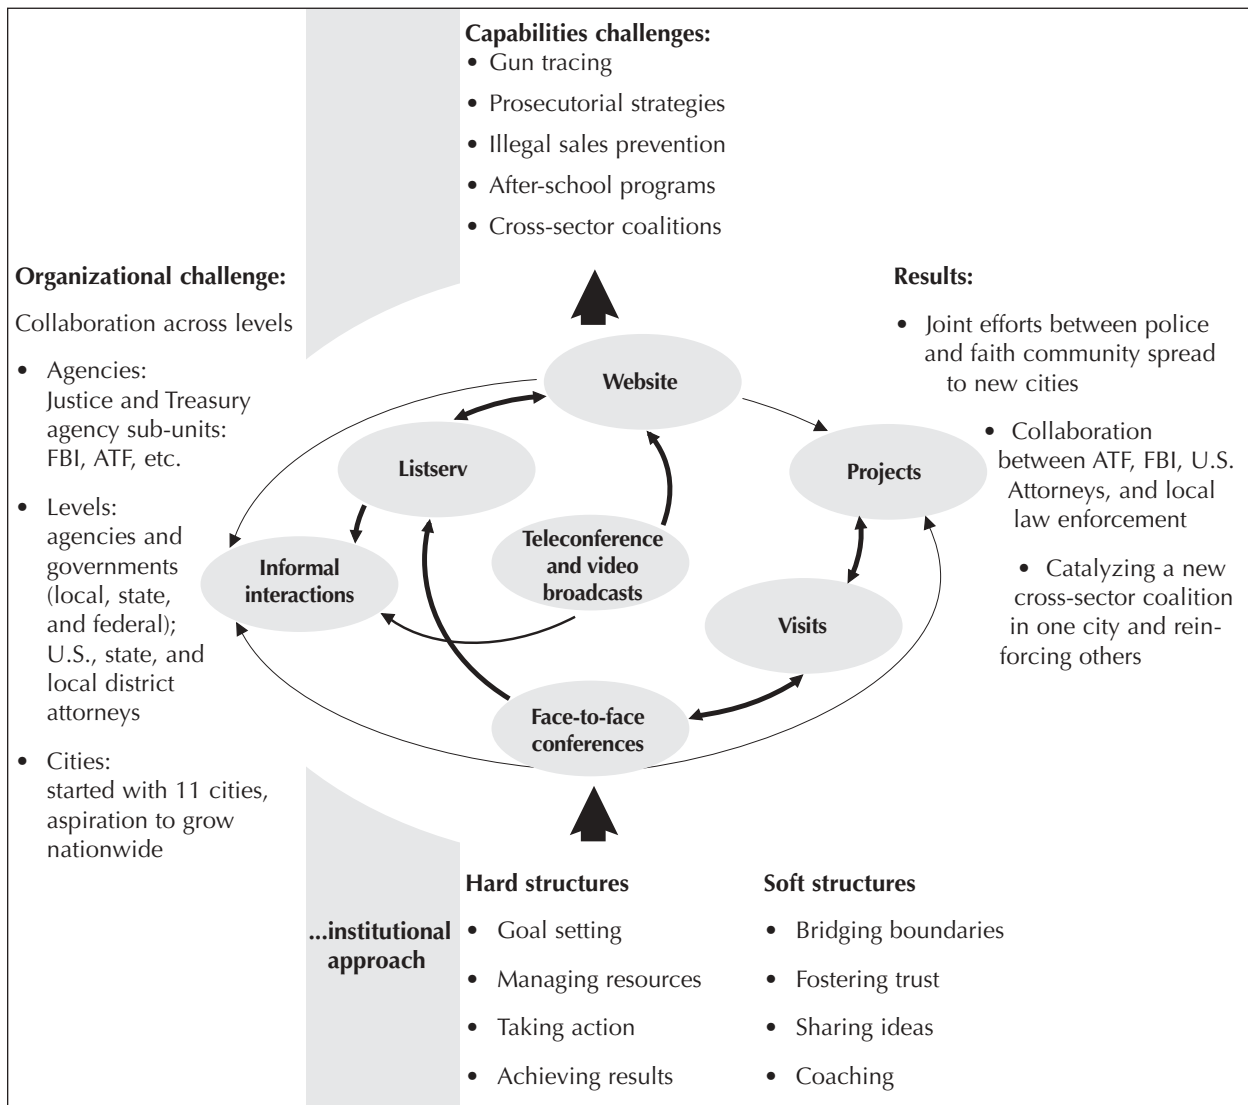 Capabilities challenges:
• Gun tracing
• Prosecutorial strategies
• Illegal sales prevention
• After-school programs
• Cross-sector coalitions
Organizational challenge:
Collaboration across levels
• Agencies:
Justice and Treasury
agency sub-units:
FBI, ATF, etc.
• Levels:
agencies and
governments
(local, state,
and federal);
U.S., state, and
local district
attorneys
• Cities:
started with 11 cities,
aspiration to grow
nationwide
Website
Listserv
Projects
Teleconference
and video
broadcasts
Informal
interactions
Visits
Face-to-face
conferences
Results:
• Joint efforts between police
and faith community spread
to new cities
• Collaboration
between ATF, FBI, U.S.
Attorneys, and local
law enforcement
• Catalyzing a new
cross-sector coalition
in one city and rein-
forcing others
...institutional
approach
Hard structures
• Goal setting
• Managing resources
• Taking action
• Achieving results
Soft structures
• Bridging boundaries
• Fostering trust
• Sharing ideas
• Coaching